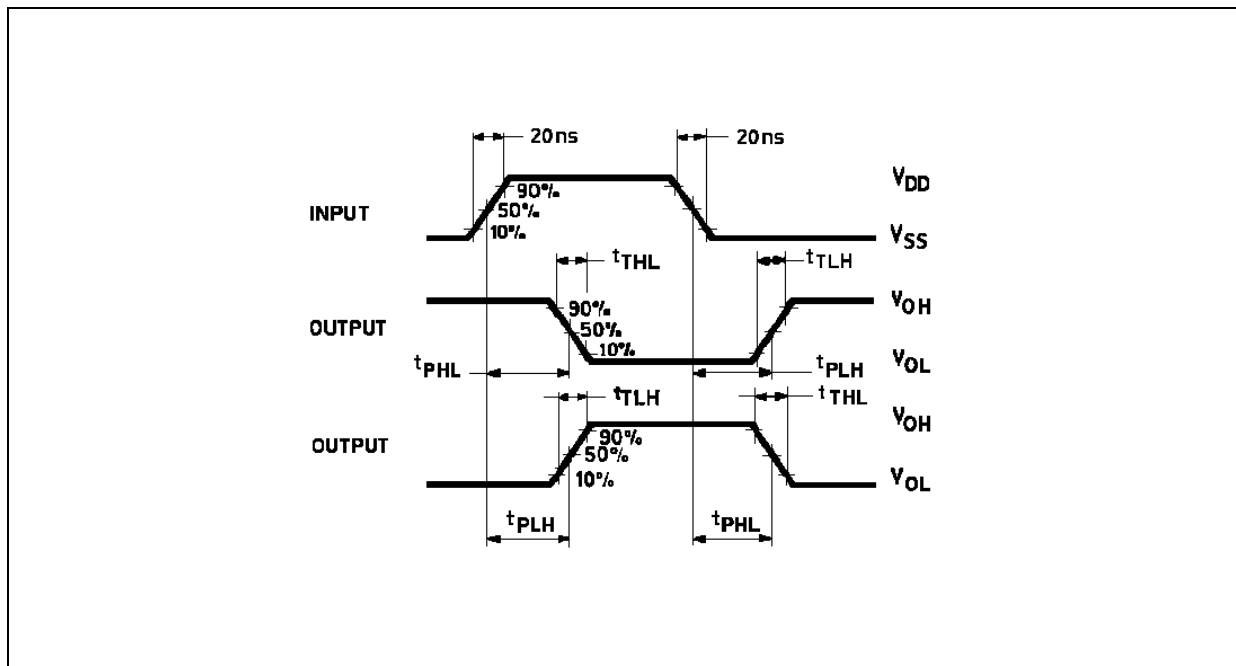 20ns
20ns
INPUT
90%
50%
10%
VDD
VSS
tTHL
tTLH
OUTPUT
90%
50%
10%
VOH
VOL
tPHL
tPLH
tTLH
tTHL
OUTPUT
90%
50%
10%
VOH
VOL
tPLH
tPHL